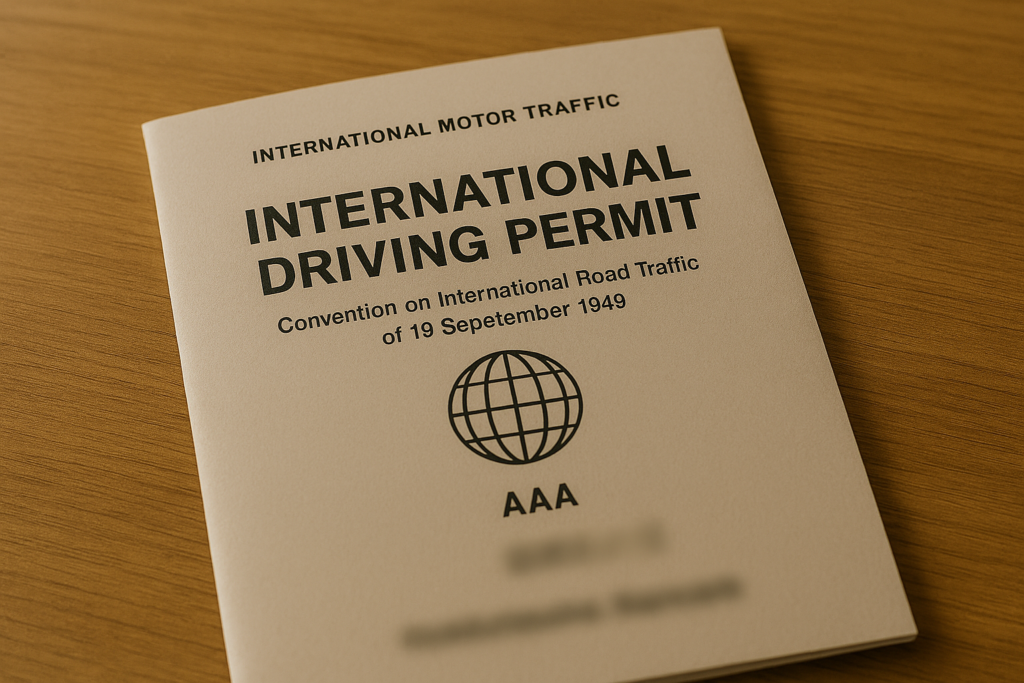 INTERNATIONAL MOTOR TRAFFIC
INTERNATIONAL
DRIVING PERMIT
Convention on International Road Traffic
of 19 Sepetember 1949
AAA